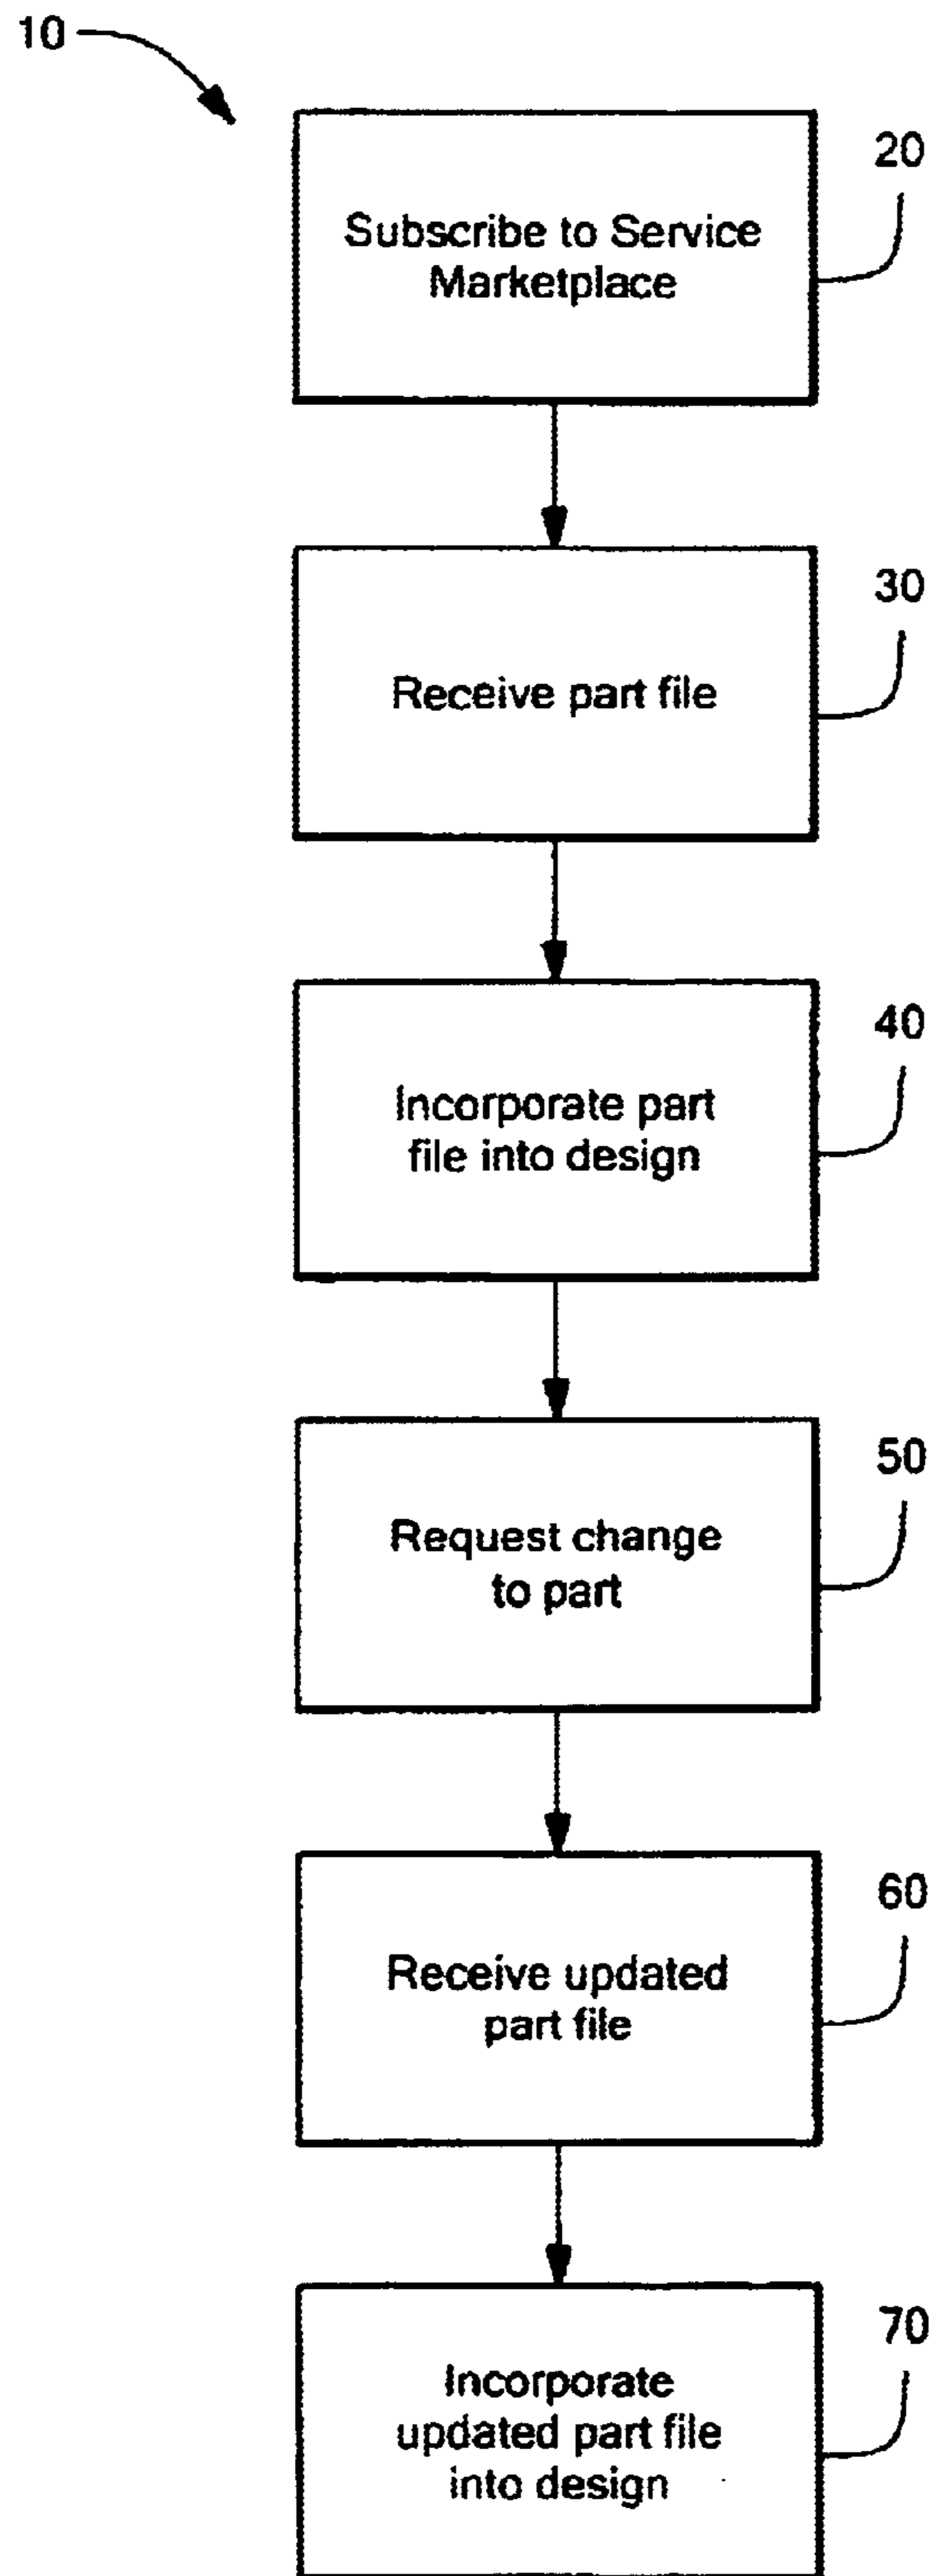 10
20
Subscribe to Service
Marketplace
30
Receive part file
40
Incorporate part
file into design
50
Request change
to part
60
Receive updated
part file
70
Incorporate
updated part file
into design